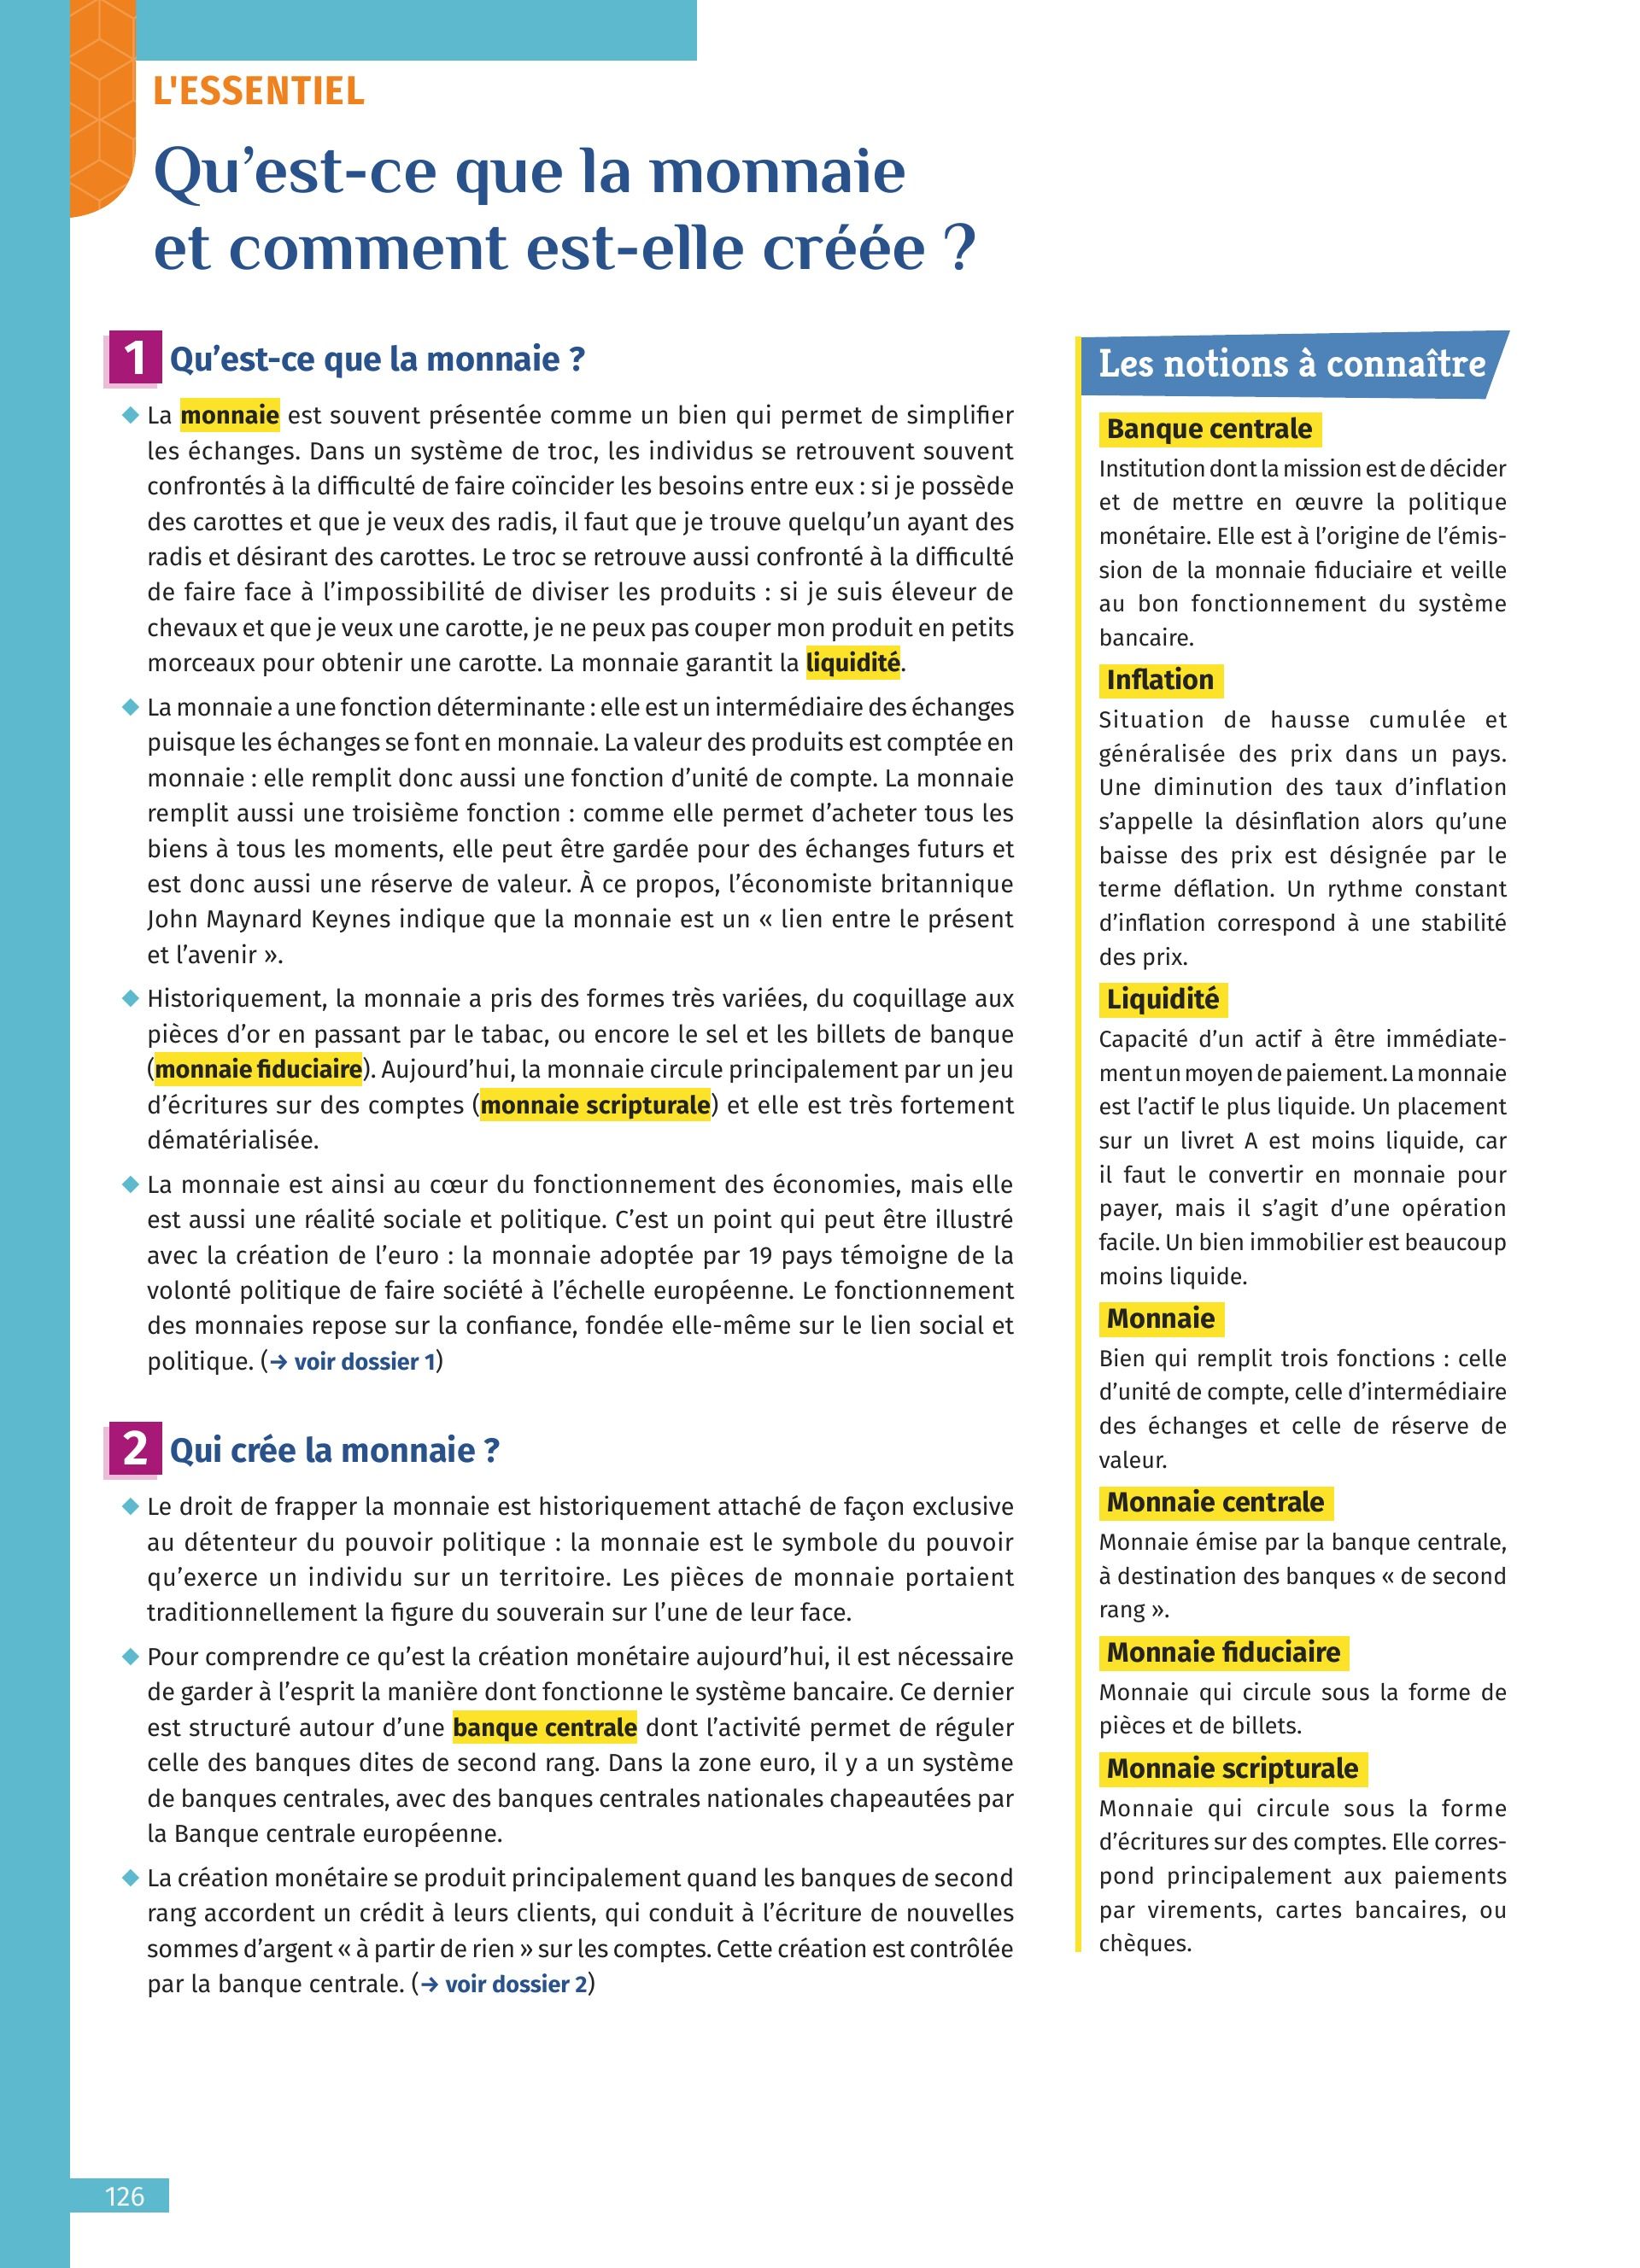 L'ESSENTIEL
Qu’est-ce que la monnaie
et comment est-elle créée ?
1 Qu’est-ce que la monnaie ?
◆ La monnaie est souvent présentée comme un bien qui permet de simplifier
les échanges. Dans un système de troc, les individus se retrouvent souvent
confrontés à la difficulté de faire coïncider les besoins entre eux : si je possède
des carottes et que je veux des radis, il faut que je trouve quelqu’un ayant des
radis et désirant des carottes. Le troc se retrouve aussi confronté à la difficulté
de faire face à l’impossibilité de diviser les produits : si je suis éleveur de
chevaux et que je veux une carotte, je ne peux pas couper mon produit en petits
morceaux pour obtenir une carotte. La monnaie garantit la liquidité.
◆ La monnaie a une fonction déterminante : elle est un intermédiaire des échanges
puisque les échanges se font en monnaie. La valeur des produits est comptée en
monnaie : elle remplit donc aussi une fonction d’unité de compte. La monnaie
remplit aussi une troisième fonction : comme elle permet d’acheter tous les
biens à tous les moments, elle peut être gardée pour des échanges futurs et
est donc aussi une réserve de valeur. À ce propos, l’économiste britannique
John Maynard Keynes indique que la monnaie est un « lien entre le présent
et l’avenir ».
◆ Historiquement, la monnaie a pris des formes très variées, du coquillage aux
pièces d’or en passant par le tabac, ou encore le sel et les billets de banque
(monnaie fiduciaire). Aujourd’hui, la monnaie circule principalement par un jeu
d’écritures sur des comptes (monnaie scripturale) et elle est très fortement
dématérialisée.
◆ La monnaie est ainsi au cœur du fonctionnement des économies, mais elle
est aussi une réalité sociale et politique. C’est un point qui peut être illustré
avec la création de l’euro : la monnaie adoptée par 19 pays témoigne de la
volonté politique de faire société à l’échelle européenne. Le fonctionnement
des monnaies repose sur la confiance, fondée elle-même sur le lien social et
politique. (→ voir dossier 1)
2 Qui crée la monnaie ?
◆ Le droit de frapper la monnaie est historiquement attaché de façon exclusive
au détenteur du pouvoir politique : la monnaie est le symbole du pouvoir
qu’exerce un individu sur un territoire. Les pièces de monnaie portaient
traditionnellement la figure du souverain sur l’une de leur face.
◆ Pour comprendre ce qu’est la création monétaire aujourd’hui, il est nécessaire
de garder à l’esprit la manière dont fonctionne le système bancaire. Ce dernier
est structuré autour d’une banque centrale dont l’activité permet de réguler
celle des banques dites de second rang. Dans la zone euro, il y a un système
de banques centrales, avec des banques centrales nationales chapeautées par
la Banque centrale européenne.
◆ La création monétaire se produit principalement quand les banques de second
rang accordent un crédit à leurs clients, qui conduit à l’écriture de nouvelles
sommes d’argent « à partir de rien » sur les comptes. Cette création est contrôlée
par la banque centrale. (→ voir dossier 2)
Les notions à connaître
Banque centrale
Institution dont la mission est de décider
et de mettre en œuvre la politique
monétaire. Elle est à l’origine de l’émis-
sion de la monnaie fiduciaire et veille
au bon fonctionnement du système
bancaire.
Inflation
Situation de hausse cumulée et
généralisée des prix dans un pays.
Une diminution des taux d’inflation
s’appelle la désinflation alors qu’une
baisse des prix est désignée par le
terme déflation. Un rythme constant
d’inflation correspond à une stabilité
des prix.
Liquidité
Capacité d’un actif à être immédiate-
ment un moyen de paiement. La monnaie
est l’actif le plus liquide. Un placement
sur un livret A est moins liquide, car
il faut le convertir en monnaie pour
payer, mais il s’agit d’une opération
facile. Un bien immobilier est beaucoup
moins liquide.
Monnaie
Bien qui remplit trois fonctions : celle
d’unité de compte, celle d’intermédiaire
des échanges et celle de réserve de
valeur.
Monnaie centrale
Monnaie émise par la banque centrale,
à destination des banques « de second
rang ».
Monnaie fiduciaire
Monnaie qui circule sous la forme de
pièces et de billets.
Monnaie scripturale
Monnaie qui circule sous la forme
d’écritures sur des comptes. Elle corres-
pond principalement aux paiements
par virements, cartes bancaires, ou
chèques.
126